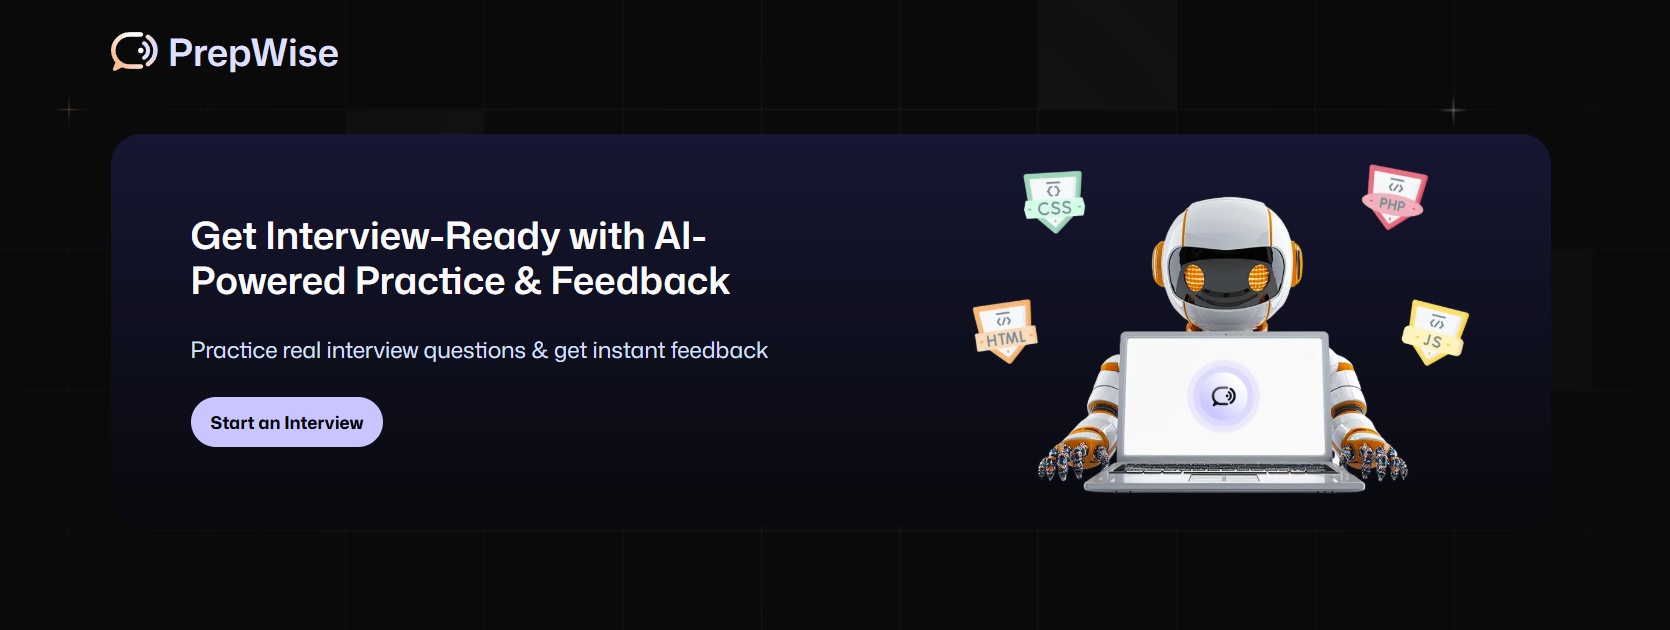 PrepWise
Get Interview-Ready with AI-
Powered Practice & Feedback
Practice real interview questions & get instant feedback
Start an Interview
CSS
PHP
HTML
JS